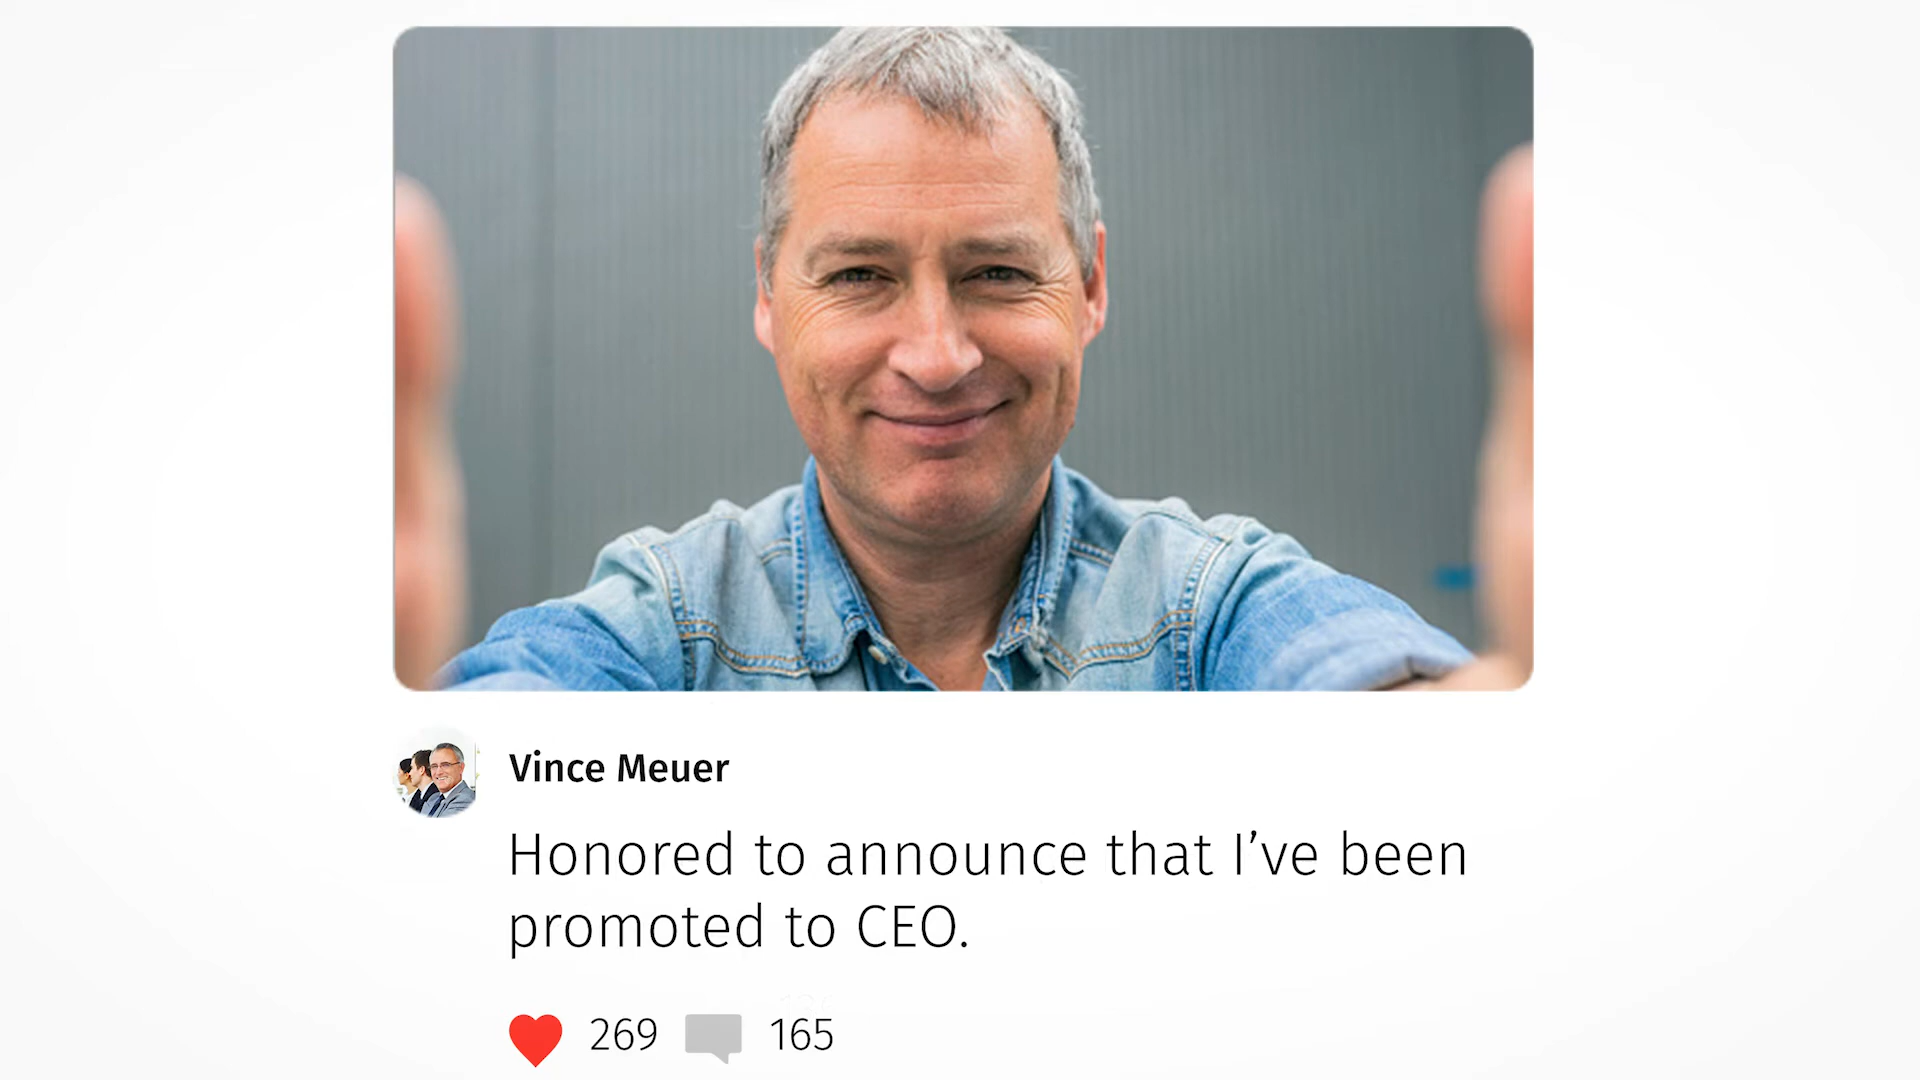 Vince Meuer
Honored to announce that I’ve been
promoted to CEO.
269 165